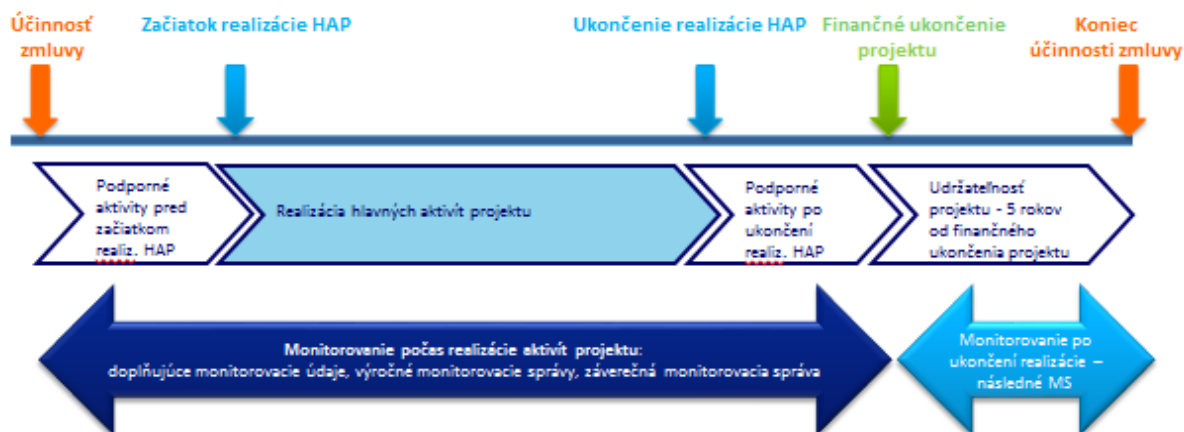 Účinnosť
zmluvy
Začiatok realizácie HAP
Ukončenie realizácie HAP
Finančné ukončenie
projektu
Koniec
účinnosti zmluvy
Podporné
aktivity pred
začiatkom
realiz. HAP
Realizácia hlavných aktivít projektu
Podporné
aktivity po
ukončení
realiz. HAP
Udržateľnosť
projektu - 5 rokov
od finančného
ukončenia projektu
Monitorovanie počas realizácie aktivít projektu:
doplňujúce monitorovacie údaje, výročné monitorovacie správy, záverečná monitorovacia správa
Monitorovanie po
ukončení realizácie –
následné MS